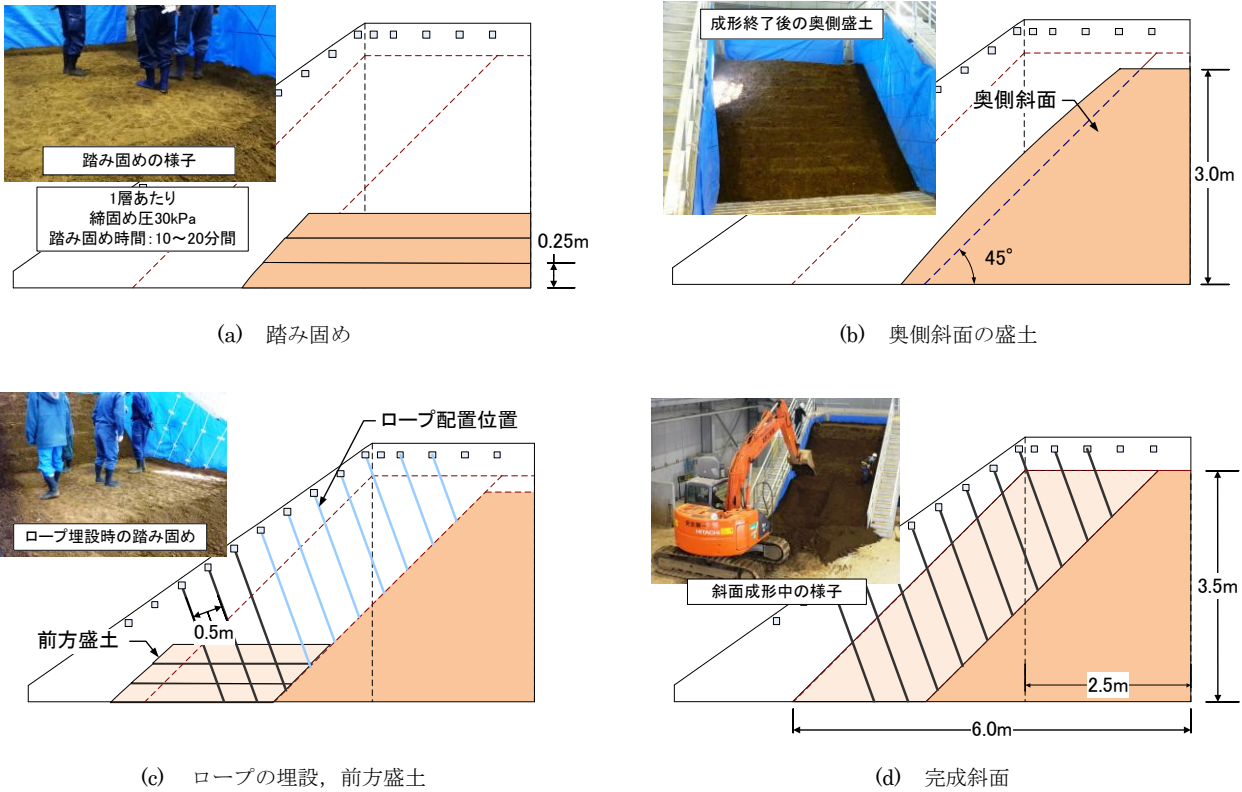 踏み固めの様子
1層あたり
締固め圧30kPa
踏み固め時間:10～20分間
0.25m
(a) 踏み固め
成形終了後の奥側盛土
奥側斜面
3.0m
45°
(b) 奥側斜面の盛土
ロープ配置位置
ロープ埋設時の踏み固め
0.5m
前方盛土
(c) ロープの埋設，前方盛土
HITACHI
斜面成形中の様子
3.5m
2.5m
6.0m
(d) 完成斜面